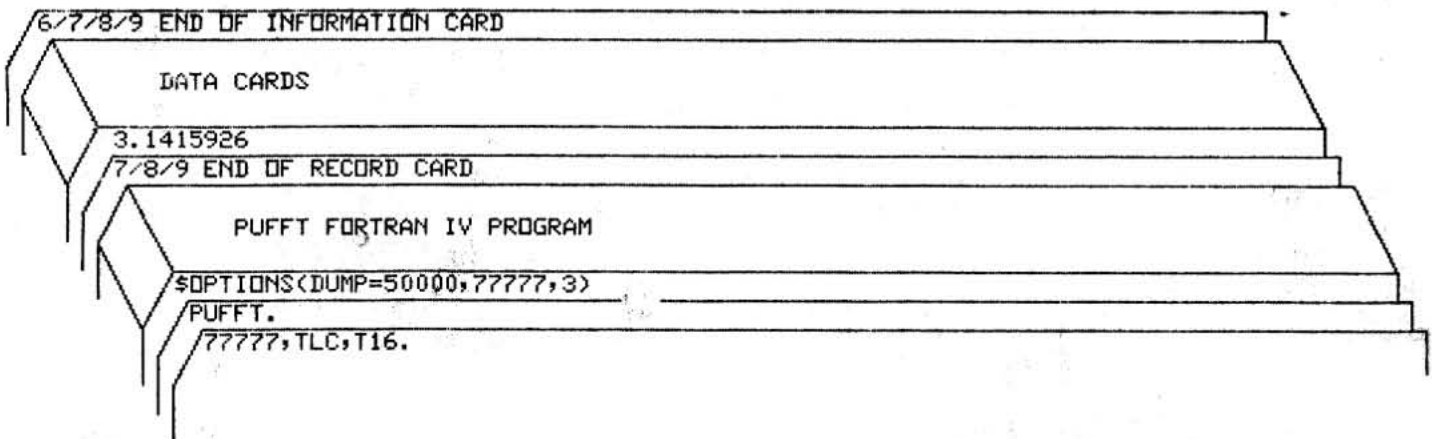 6/7/8/9 END OF INFORMATION CARD
DATA CARDS
3.1415926
7/8/9 END OF RECORD CARD
PUFFT FORTRAN IV PROGRAM
$OPTIONS(DUMP=50000,77777,3)
PUFFT.
77777,TLC,T16.